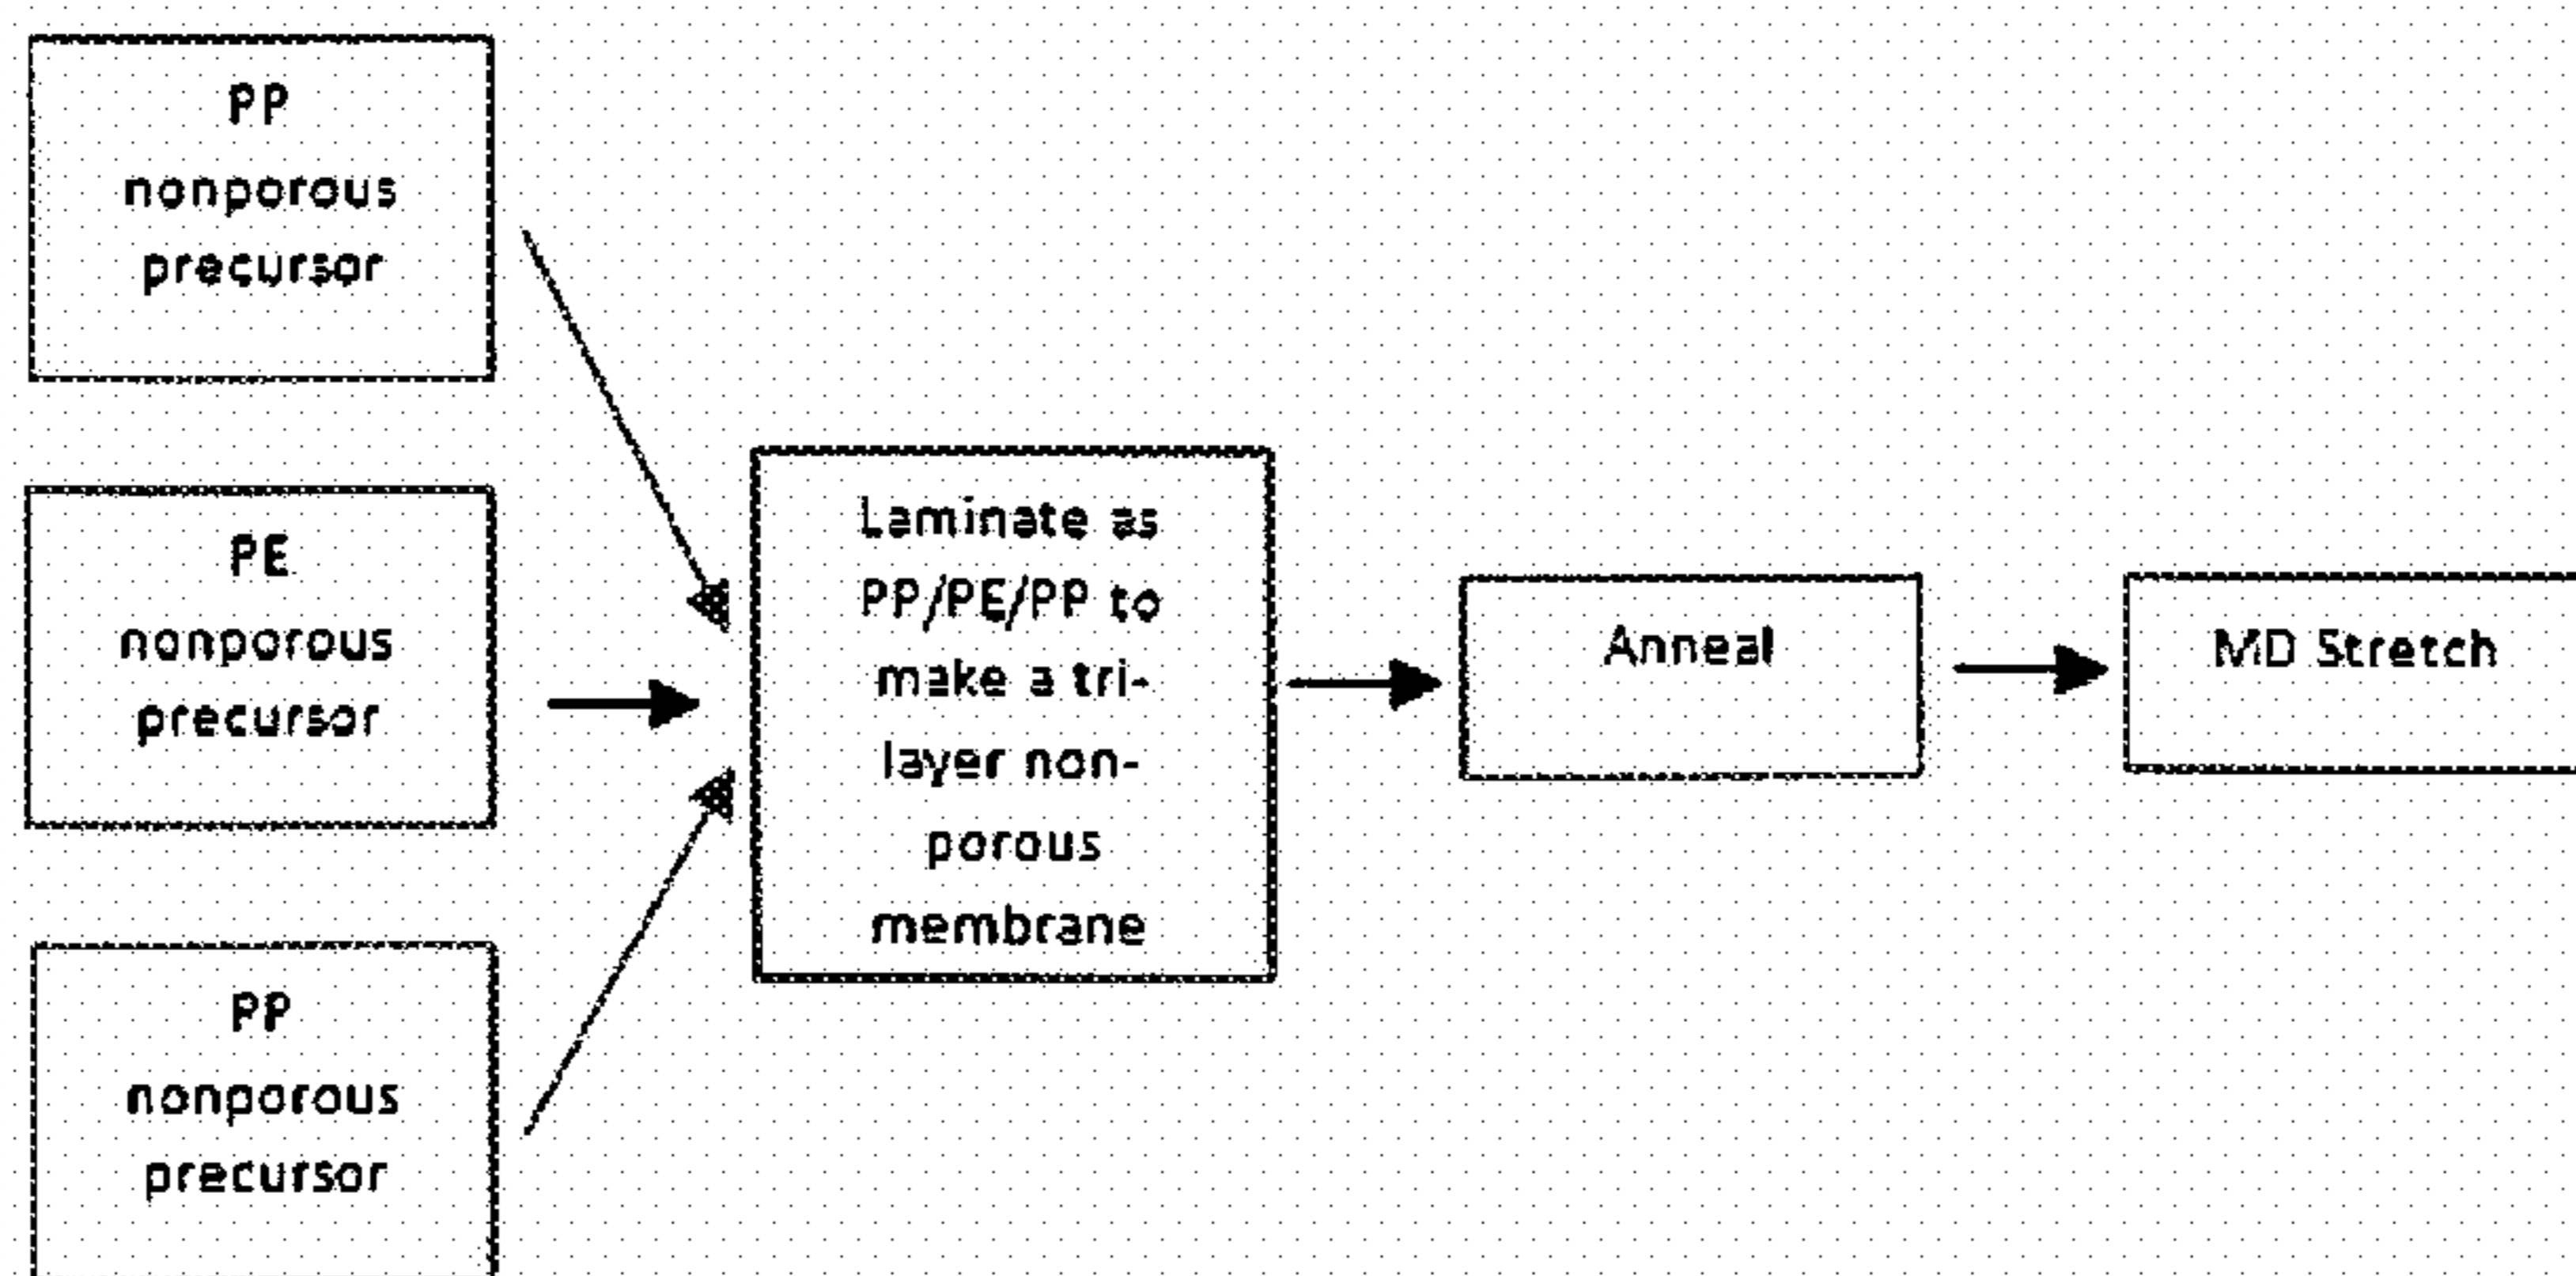 PP
nonporous
precursor
PE
nonporous
precursor
PP
nonporous
precursor
Laminate as
PP/PE/PP to
make a tri-
layer non-
porous
membrane
Anneal
MD Stretch